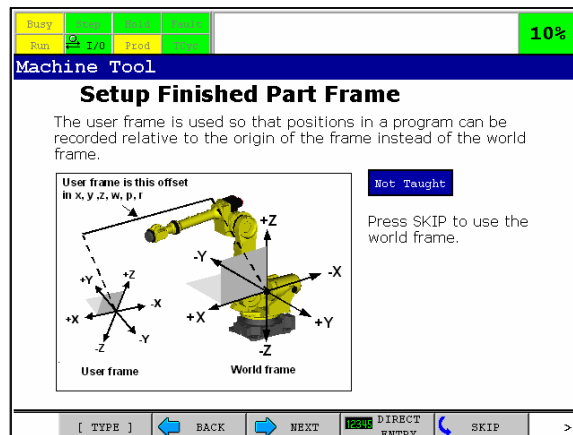 Busy Step Hold Fault
Run I/O Prod TCyc
10%
Machine Tool
Setup Finished Part Frame
The user frame is used so that positions in a program can be
recorded relative to the origin of the frame instead of the world
frame.
User frame is this offset
in x, y ,z, w, p, r
Not Taught
Press SKIP to use the
world frame.
+Z
-Y
-X
+X
+Y
-Z
World frame
+Y
+Z
-X
+X
-Y
-Z
User frame
[ TYPE ] BACK NEXT 12345 DIRECT ENTRY SKIP >